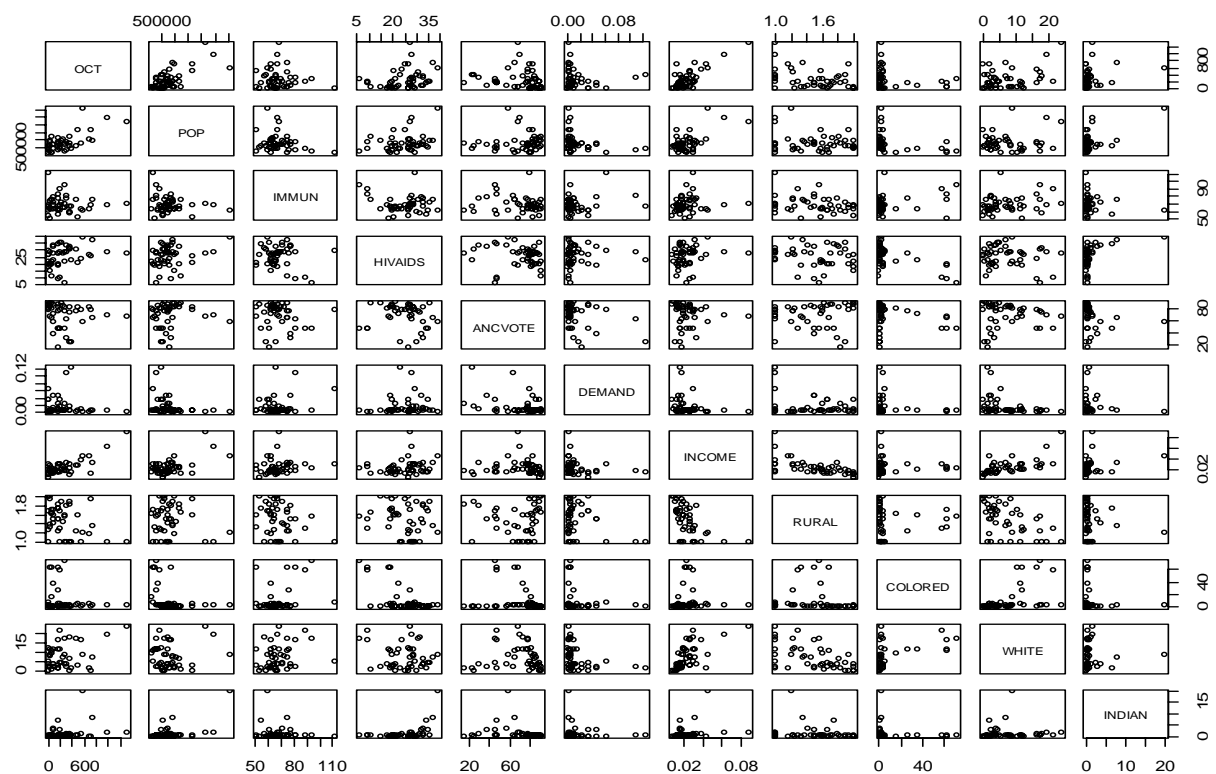 500000 5 20 35 0.00 0.08 1.0 1.6 0 10 20
OCT 0 800
500000 POP
IMMUN 50 90
5 25 HIVAIDS
ANCVOTE 20 80
0.00 0.12 DEMAND
INCOME 0.02
1.0 1.8 RURAL
COLORED 0 40
0 15 WHITE
INDIAN 0 15
0 600 50 80 110 20 60 0.02 0.08 0 40 0 10 20